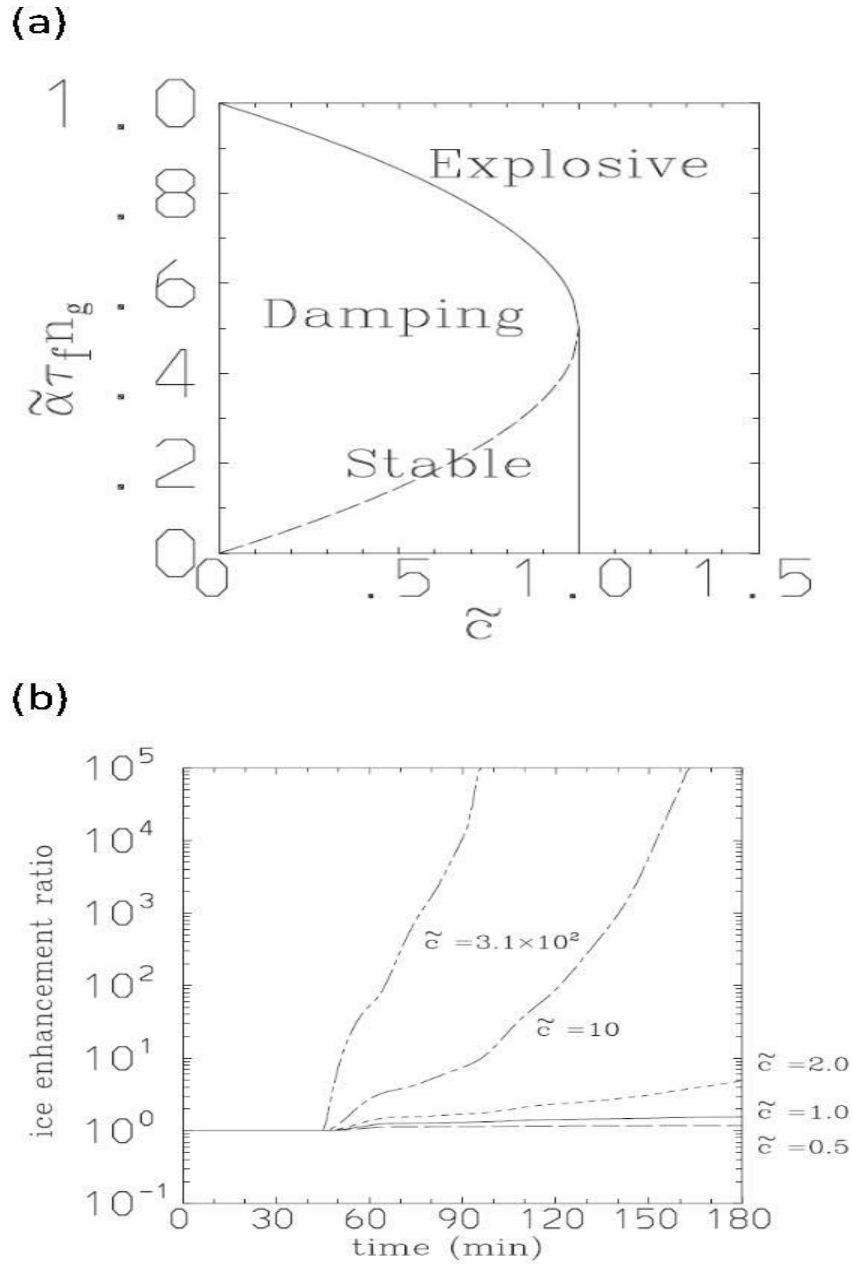 (a)
1.0
.8
.6
.4
.2
0
α̃τ_f n_g
Explosive
Damping
Stable
0 .5 1.0 1.5
c̃
(b)
10⁵
10⁴
10³
10²
10¹
10⁰
10⁻¹
ice enhancement ratio
c̃ =3.1×10²
c̃ =10
c̃ =2.0
c̃ =1.0
c̃ =0.5
0 30 60 90 120 150 180
time (min)